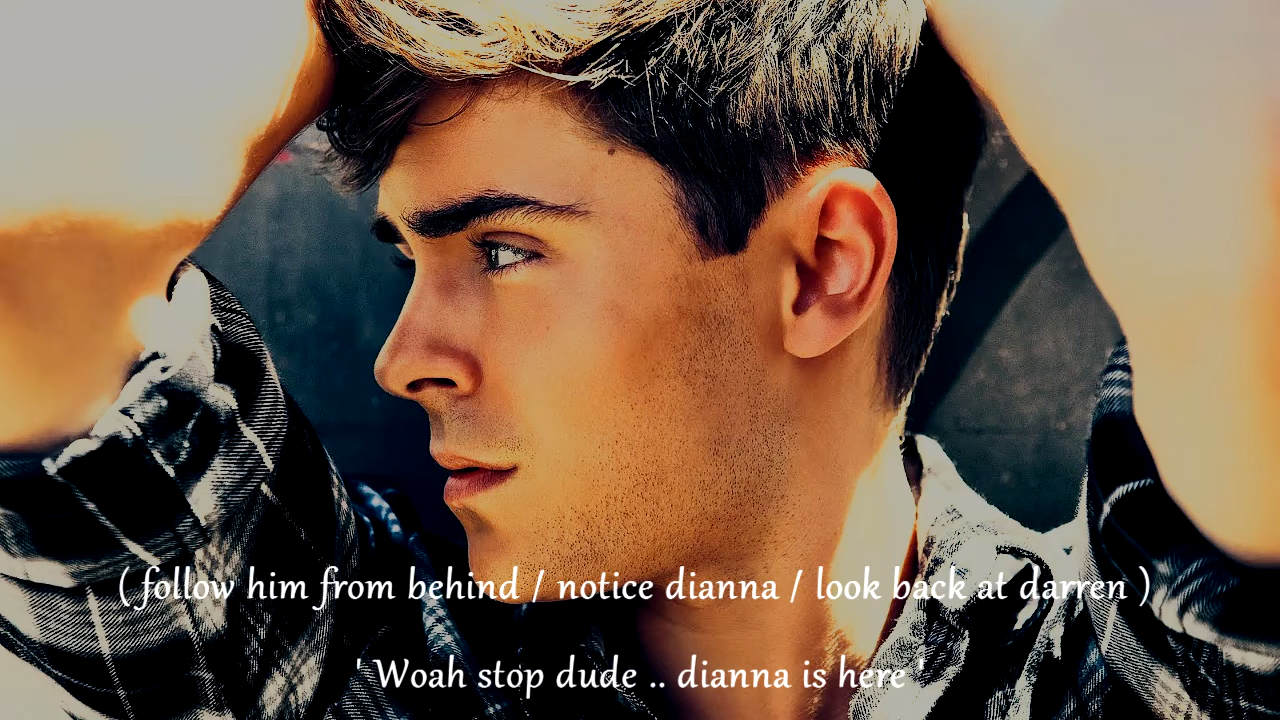 ( follow him from behind / notice dianna / look back at darren )
' Woah stop dude .. dianna is here '